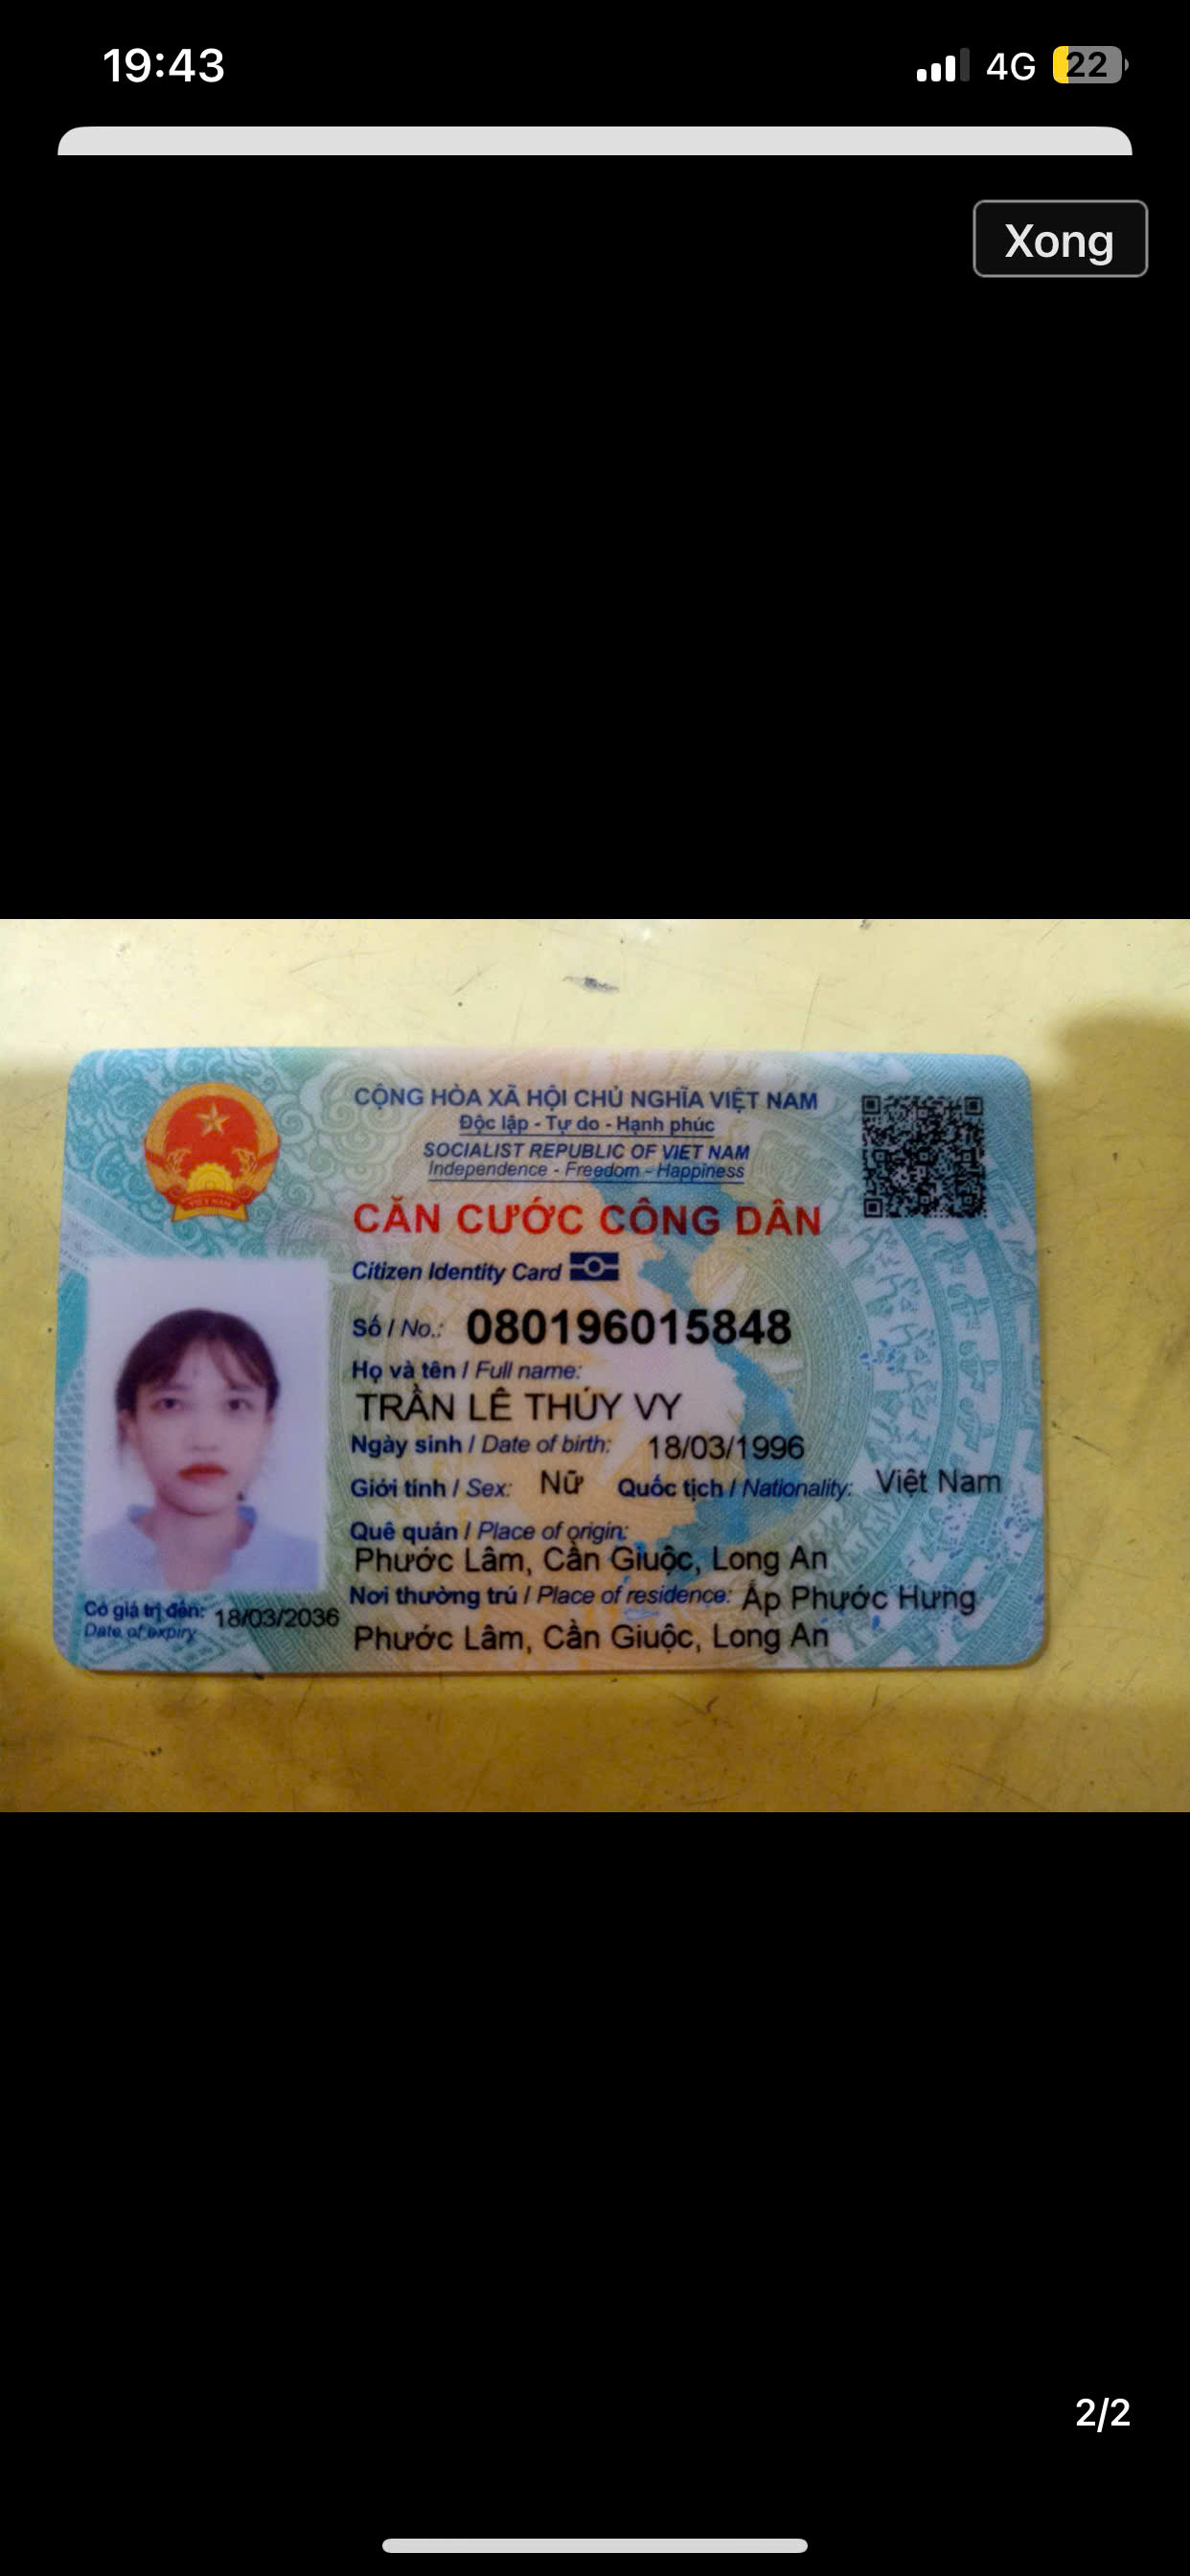 19:43
4G 22
Xong
CỘNG HÒA XÃ HỘI CHỦ NGHĨA VIỆT NAM
Độc lập - Tự do - Hạnh phúc
SOCIALIST REPUBLIC OF VIET NAM
Independence - Freedom - Happiness
CĂN CƯỚC CÔNG DÂN
Citizen Identity Card
Số / No.: 080196015848
Họ và tên / Full name:
TRẦN LÊ THÚY VY
Ngày sinh / Date of birth: 18/03/1996
Giới tính / Sex: Nữ Quốc tịch / Nationality: Việt Nam
Quê quán / Place of origin:
Phước Lâm, Cần Giuộc, Long An
Nơi thường trú / Place of residence: Ấp Phước Hưng
Phước Lâm, Cần Giuộc, Long An
Có giá trị đến: 18/03/2036
Date of expiry
2/2